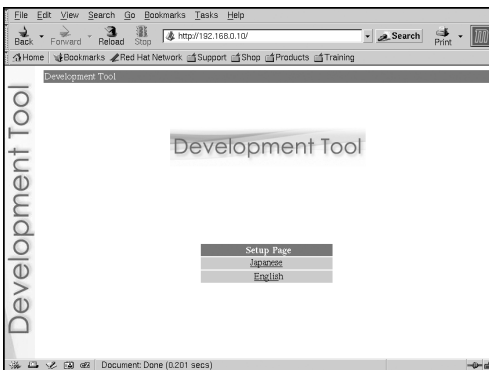 File Edit View Search Go Bookmarks Tasks Help
Back Forward Reload Stop http://192.168.0.10/ Search Print
Home Bookmarks Red Hat Network Support Shop Products Training
Development Tool
Development Tool
Development Tool
Setup Page
Japanese
English
Document: Done (0.201 secs)